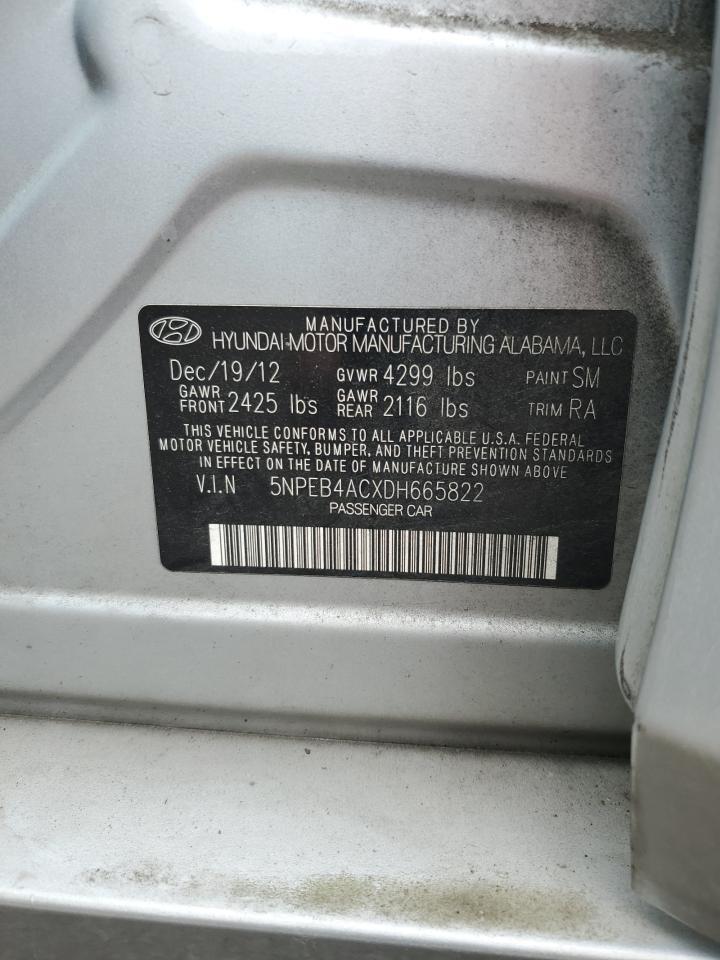 MANUFACTURED BY
HYUNDAI MOTOR MANUFACTURING ALABAMA, LLC
Dec/19/12 GVWR 4299 lbs PAINT SM
GAWR FRONT 2425 lbs GAWR REAR 2116 lbs TRIM RA
THIS VEHICLE CONFORMS TO ALL APPLICABLE U.S.A. FEDERAL
MOTOR VEHICLE SAFETY, BUMPER, AND THEFT PREVENTION STANDARDS
IN EFFECT ON THE DATE OF MANUFACTURE SHOWN ABOVE
V.I.N 5NPEB4ACXDH665822
PASSENGER CAR